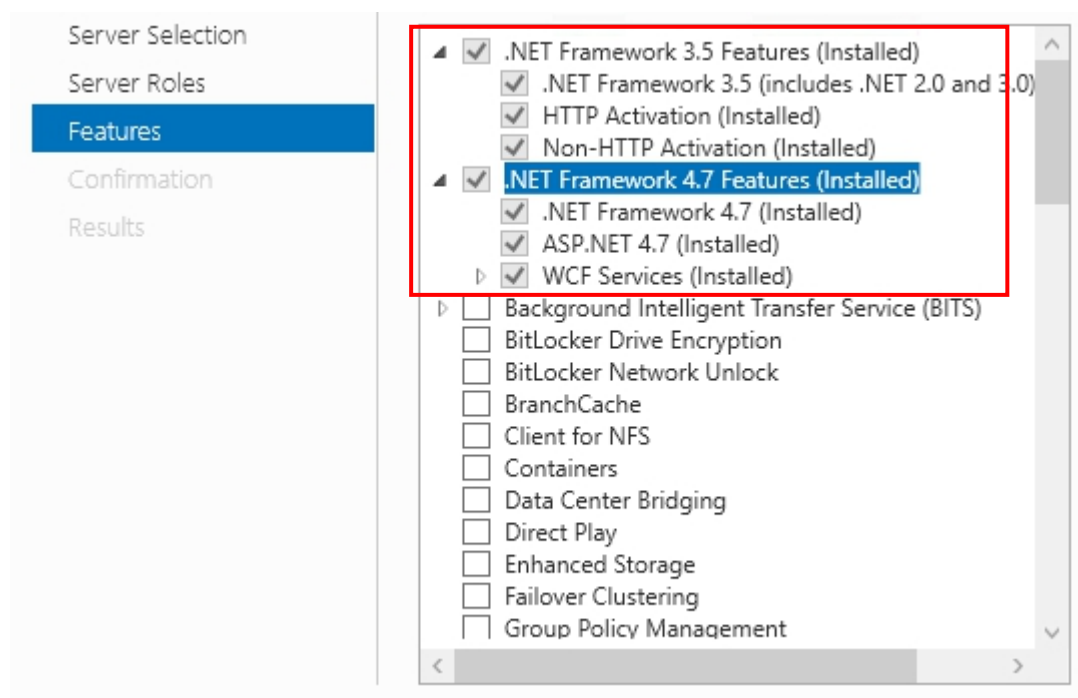 Server Selection
Server Roles
Features
Confirmation
Results
.NET Framework 3.5 Features (Installed)
.NET Framework 3.5 (includes .NET 2.0 and 3.0)
HTTP Activation (Installed)
Non-HTTP Activation (Installed)
.NET Framework 4.7 Features (Installed)
.NET Framework 4.7 (Installed)
ASP.NET 4.7 (Installed)
WCF Services (Installed)
Background Intelligent Transfer Service (BITS)
BitLocker Drive Encryption
BitLocker Network Unlock
BranchCache
Client for NFS
Containers
Data Center Bridging
Direct Play
Enhanced Storage
Failover Clustering
Group Policy Management